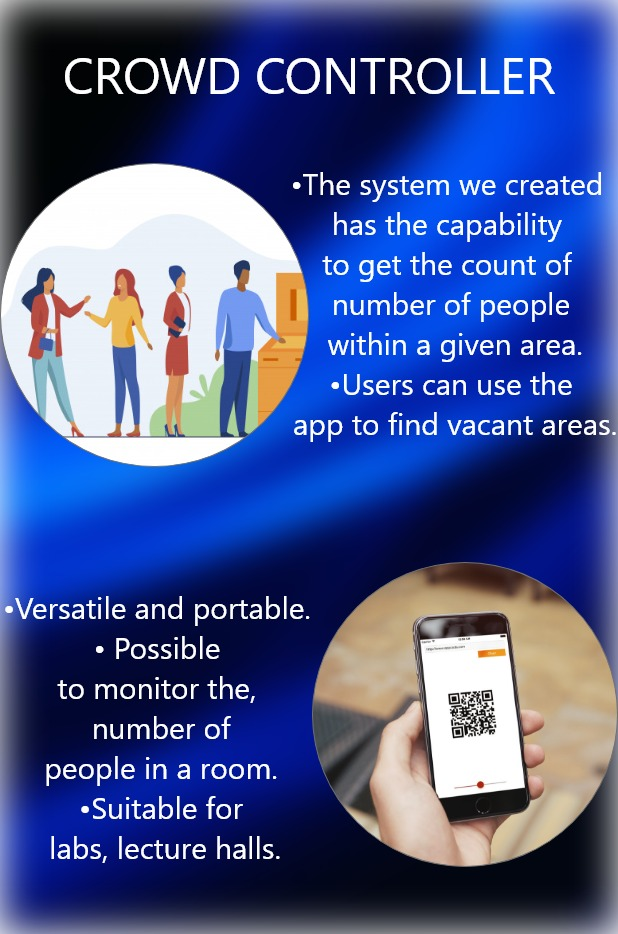 CROWD CONTROLLER
•The system we created
has the capability
to get the count of
number of people
within a given area.
•Users can use the
app to find vacant areas.
•Versatile and portable.
• Possible
to monitor the,
number of
people in a room.
•Suitable for
labs, lecture halls.